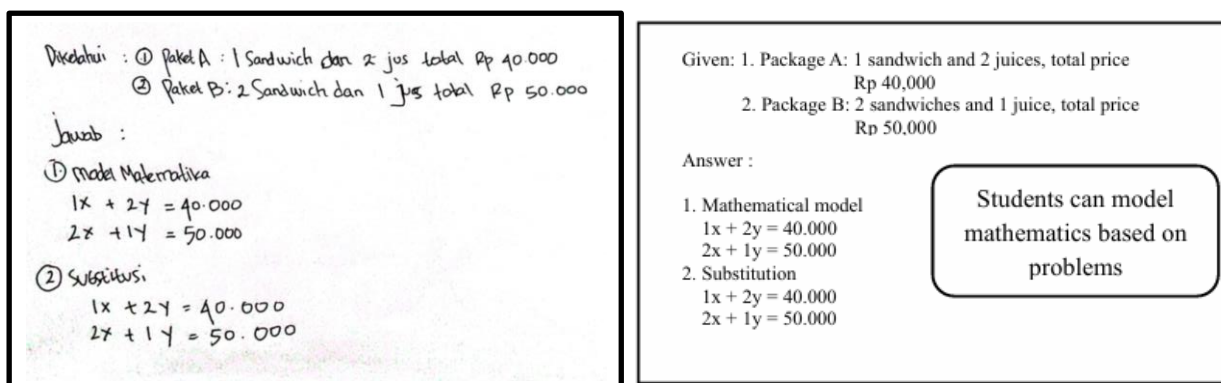 Diketahui : ① Paket A : 1 Sandwich dan 2 jus total Rp 40.000
② Paket B : 2 Sandwich dan 1 jus total Rp 50.000
Jawab :
① Model Matematika
1x + 2y = 40.000
2x + 1y = 50.000
② Substitusi
1x + 2y = 40.000
2x + 1y = 50.000
Given: 1. Package A: 1 sandwich and 2 juices, total price
Rp 40,000
2. Package B: 2 sandwiches and 1 juice, total price
Rp 50,000
Answer :
1. Mathematical model
1x + 2y = 40.000
2x + 1y = 50.000
2. Substitution
1x + 2y = 40.000
2x + 1y = 50.000
Students can model
mathematics based on
problems